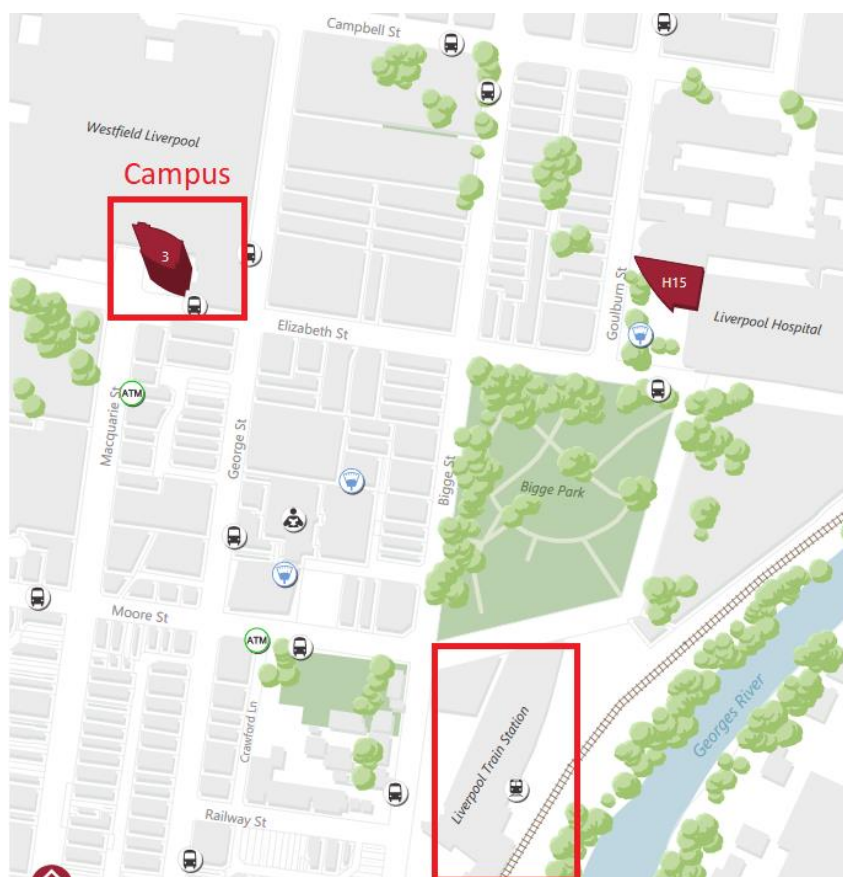 Campbell St
Westfield Liverpool
Campus
3
H15
Goulburn St
Liverpool Hospital
Elizabeth St
ATM
Macquarie St
George St
Bigge St
Bigge Park
Moore St
ATM
Crawford Ln
Liverpool Train Station
Georges River
Railway St